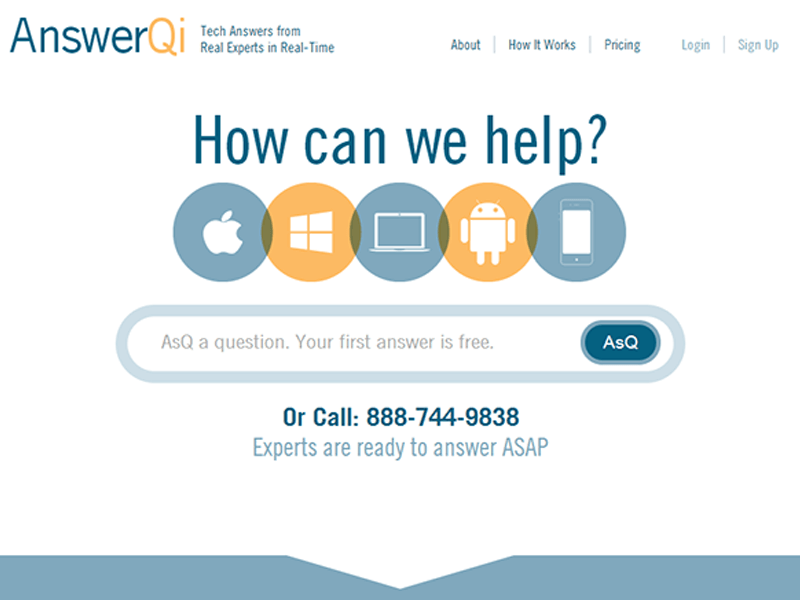 AnswerQi
Tech Answers from
Real Experts in Real-Time
About
How It Works
Pricing
Login
Sign Up
How can we help?
AsQ a question. Your first answer is free.
AsQ
Or Call: 888-744-9838
Experts are ready to answer ASAP